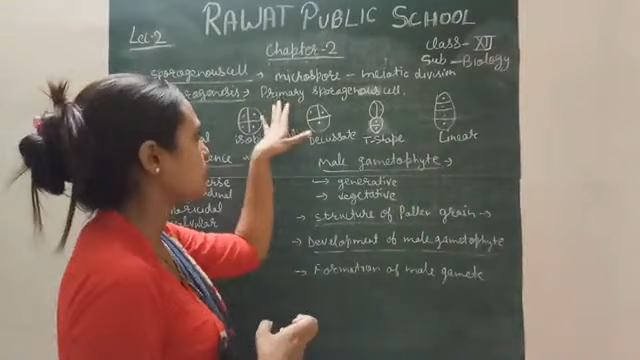 RAWAT PUBLIC SCHOOL
Lec-2
Chapter-2
Class- XII
Sub-Biology
sporogenous cell → microspore - meiotic division
Primary sporogenous cell.
Decussate T-Shape Linear
male gametophyte →
→ generative
→ vegetative
→ structure of Pollen grain →
→ Development of male gametophyte
→ Formation of male gamete